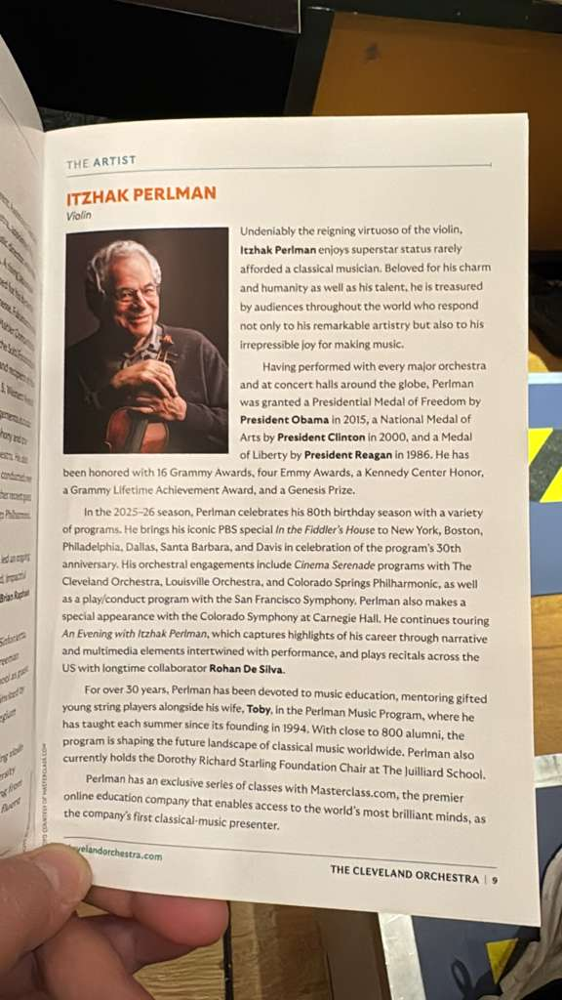 THE ARTIST
ITZHAK PERLMAN
Violin
Undeniably the reigning virtuoso of the violin,
Itzhak Perlman enjoys superstar status rarely
afforded a classical musician. Beloved for his charm
and humanity as well as his talent, he is treasured
by audiences throughout the world who respond
not only to his remarkable artistry but also to his
irrepressible joy for making music.
Having performed with every major orchestra
and at concert halls around the globe, Perlman
was granted a Presidential Medal of Freedom by
President Obama in 2015, a National Medal of
Arts by President Clinton in 2000, and a Medal
of Liberty by President Reagan in 1986. He has
been honored with 16 Grammy Awards, four Emmy Awards, a Kennedy Center Honor,
a Grammy Lifetime Achievement Award, and a Genesis Prize.
In the 2025–26 season, Perlman celebrates his 80th birthday season with a variety
of programs. He brings his iconic PBS special In the Fiddler's House to New York, Boston,
Philadelphia, Dallas, Santa Barbara, and Davis in celebration of the program's 30th
anniversary. His orchestral engagements include Cinema Serenade programs with The
Cleveland Orchestra, Louisville Orchestra, and Colorado Springs Philharmonic, as well
as a play/conduct program with the San Francisco Symphony. Perlman also makes a
special appearance with the Colorado Symphony at Carnegie Hall. He continues touring
An Evening with Itzhak Perlman, which captures highlights of his career through narrative
and multimedia elements intertwined with performance, and plays recitals across the
US with longtime collaborator Rohan De Silva.
For over 30 years, Perlman has been devoted to music education, mentoring gifted
young string players alongside his wife, Toby, in the Perlman Music Program, where he
has taught each summer since its founding in 1994. With close to 800 alumni, the
program is shaping the future landscape of classical music worldwide. Perlman also
currently holds the Dorothy Richard Starling Foundation Chair at The Juilliard School.
Perlman has an exclusive series of classes with Masterclass.com, the premier
online education company that enables access to the world's most brilliant minds, as
the company's first classical-music presenter.
COURTESY OF MASTERCLASS.COM
velandorchestra.com
THE CLEVELAND ORCHESTRA | 9